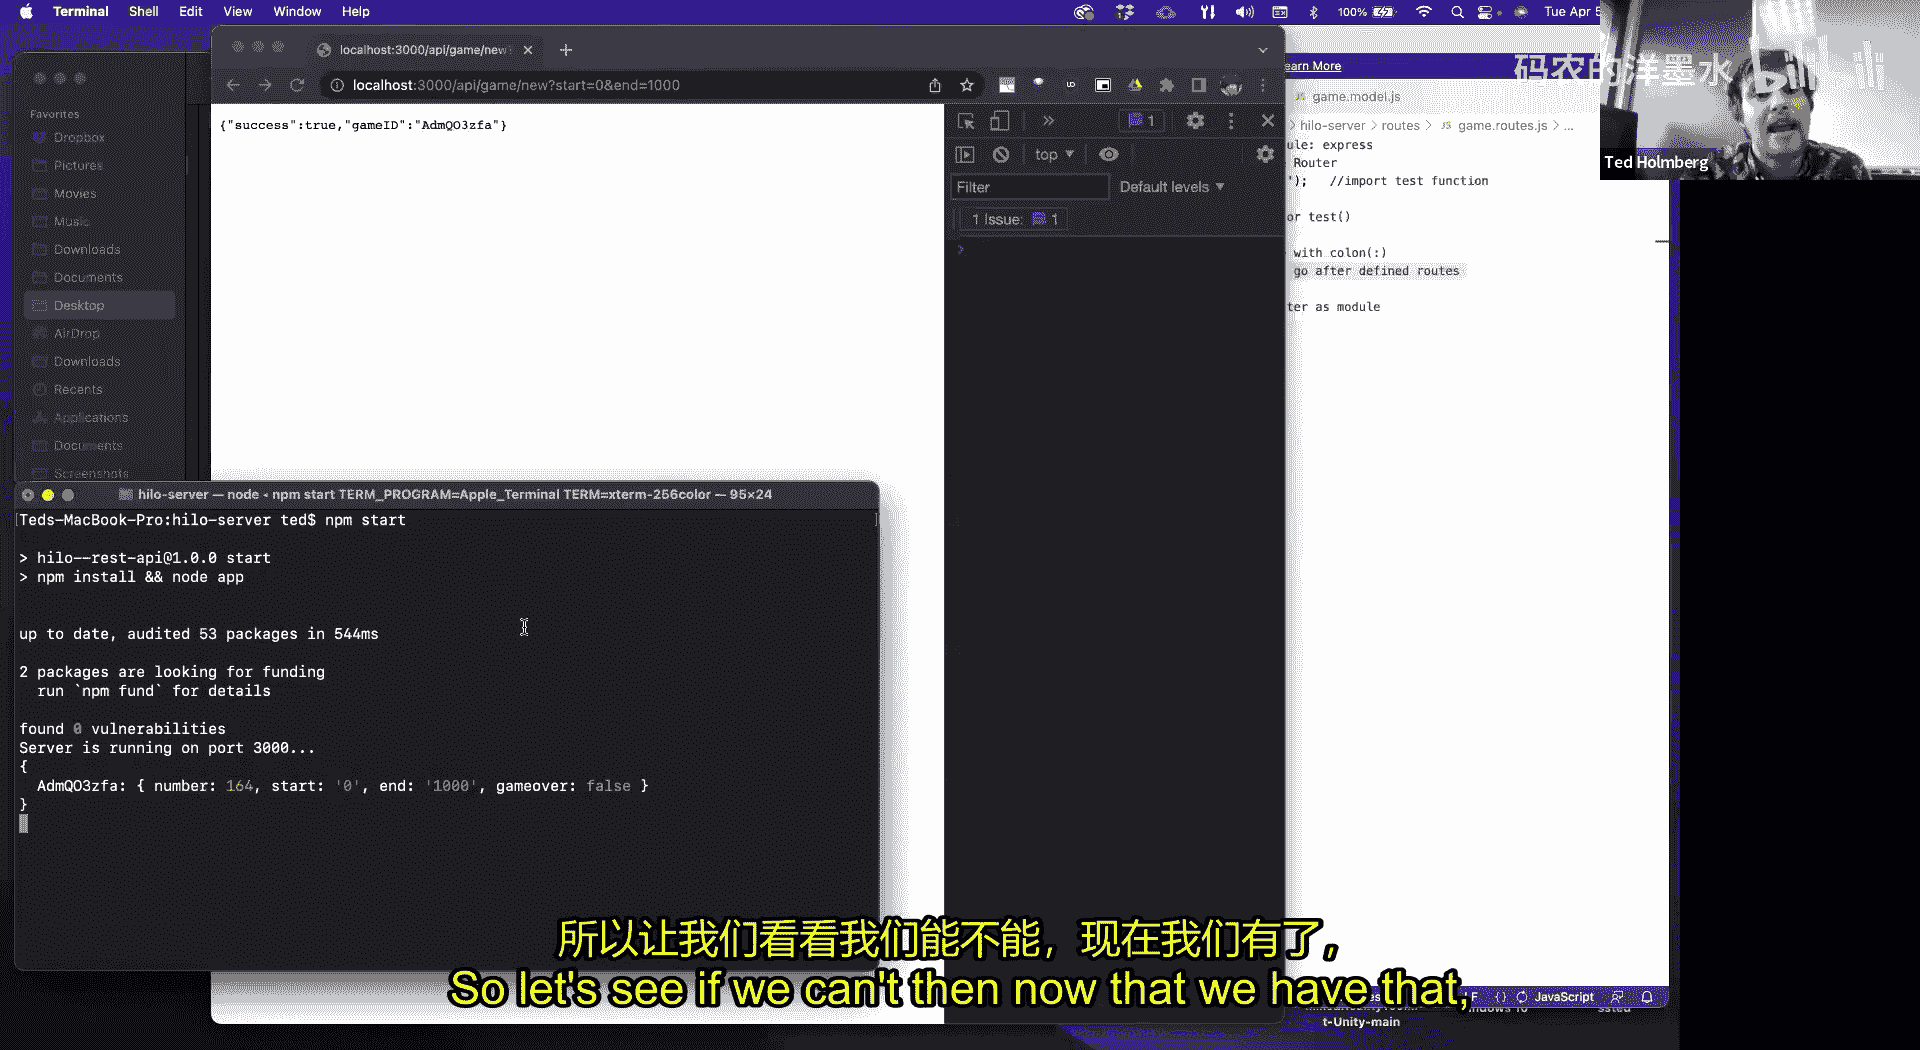 Terminal Shell Edit View Window Help
100% Tue Apr 5
localhost:3000/api/game/new
localhost:3000/api/game/new?start=0&end=1000
{"success":true,"gameID":"AdmQO3zfa"}
Favorites
Dropbox
Pictures
Movies
Music
Downloads
Documents
Desktop
AirDrop
Downloads
Recents
Applications
Documents
Screenshots
top
Filter
Default levels
1 Issue: 1
1
earn More
game.model.js
hilo-server > routes > game.routes.js > ...
ule: express
Router
'); //import test function
or test()
with colon(:)
go after defined routes
ter as module
码农的洋墨水 bilibili
Ted Holmberg
hilo-server — node ◂ npm start TERM_PROGRAM=Apple_Terminal TERM=xterm-256color — 95×24
Teds-MacBook-Pro:hilo-server ted$ npm start
> hilo--rest-api@1.0.0 start
> npm install && node app
up to date, audited 53 packages in 544ms
2 packages are looking for funding
run `npm fund` for details
found 0 vulnerabilities
Server is running on port 3000...
{
AdmQO3zfa: { number: 164, start: '0', end: '1000', gameover: false }
}
所以让我们看看我们能不能，现在我们有了，
So let's see if we can't then now that we have that,
F {} JavaScript
t-Unity-main